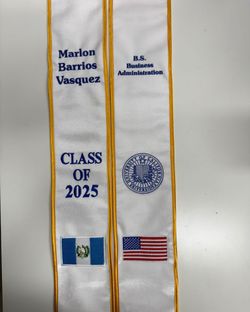 Marlon
Barrios
Vasquez
CLASS
OF
2025
B.S.
Business
Administration